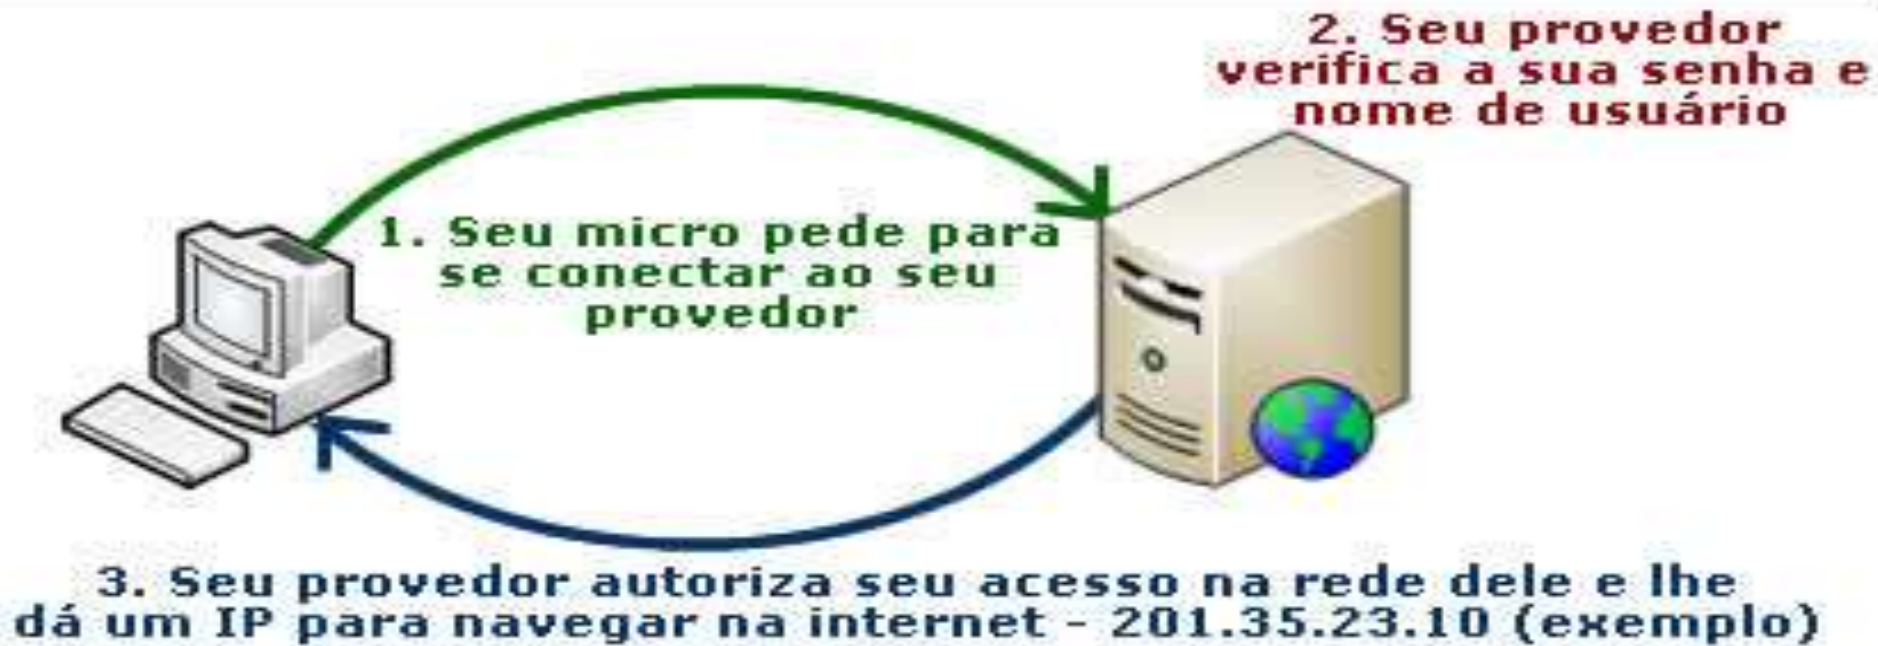 2. Seu provedor
verifica a sua senha e
nome de usuário
1. Seu micro pede para
se conectar ao seu
provedor
3. Seu provedor autoriza seu acesso na rede dele e lhe
dá um IP para navegar na internet - 201.35.23.10 (exemplo)